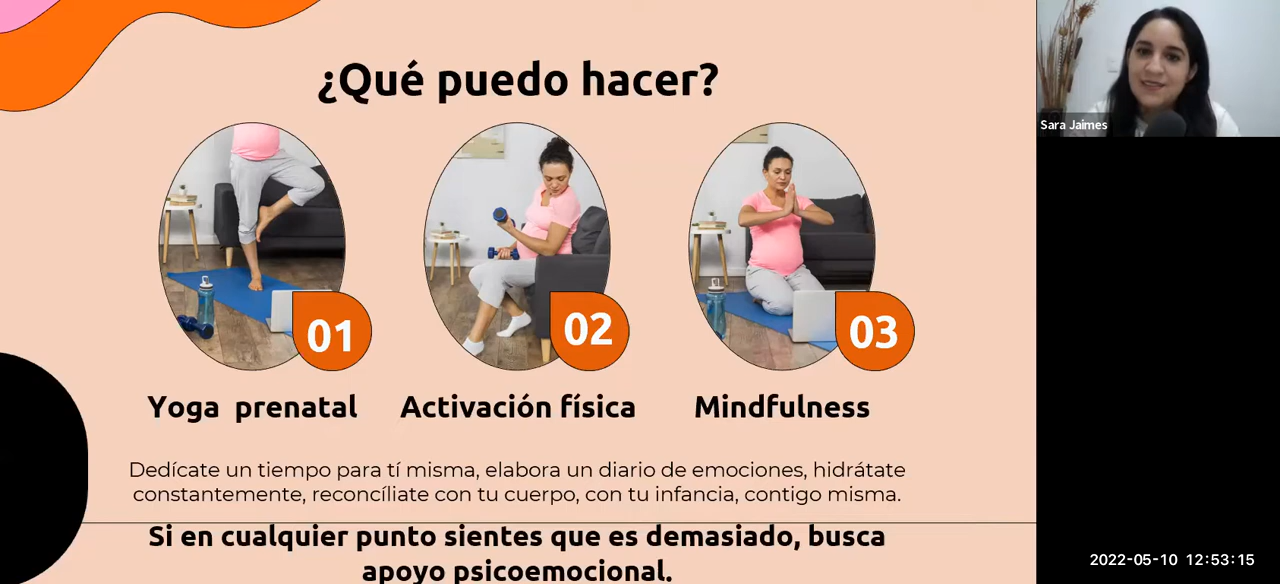 ¿Qué puedo hacer?
01
02
03
Yoga prenatal
Activación física
Mindfulness
Dedícate un tiempo para tí misma, elabora un diario de emociones, hidrátate
constantemente, reconcíliate con tu cuerpo, con tu infancia, contigo misma.
Si en cualquier punto sientes que es demasiado, busca
apoyo psicoemocional.
Sara Jaimes
2022-05-10 12:53:15